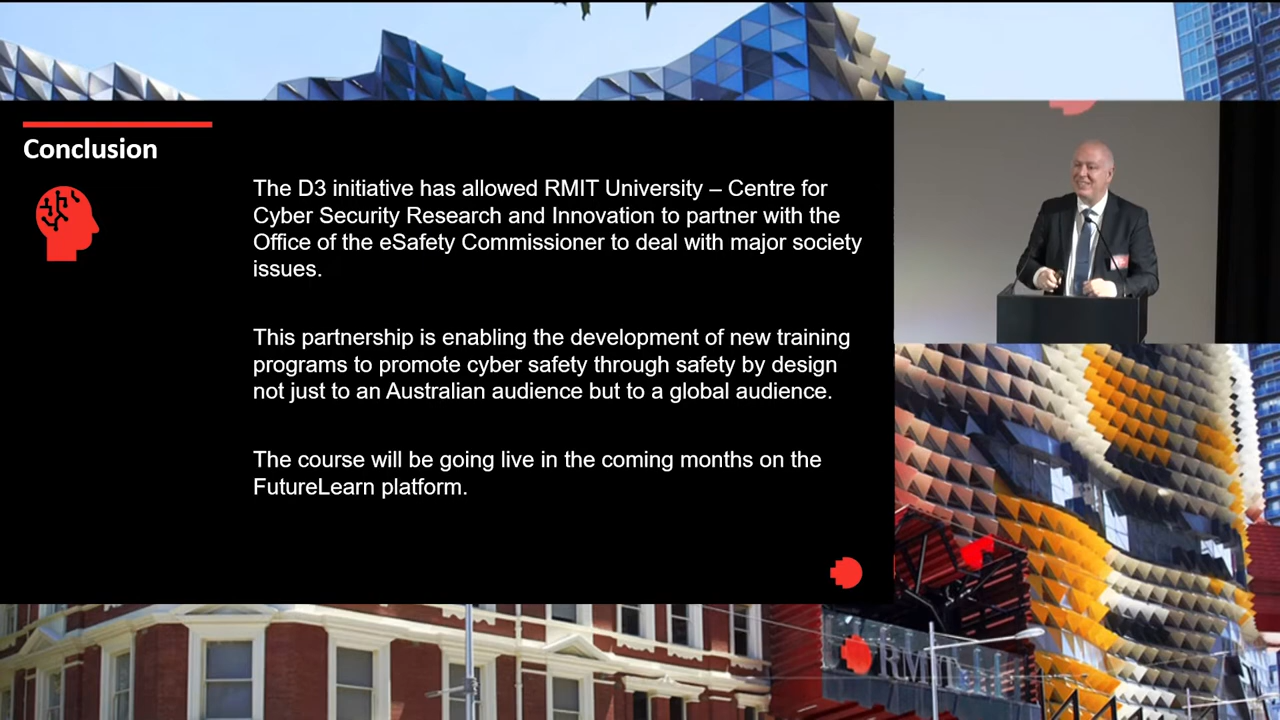 Conclusion
The D3 initiative has allowed RMIT University – Centre for
Cyber Security Research and Innovation to partner with the
Office of the eSafety Commissioner to deal with major society
issues.
This partnership is enabling the development of new training
programs to promote cyber safety through safety by design
not just to an Australian audience but to a global audience.
The course will be going live in the coming months on the
FutureLearn platform.
RMIT